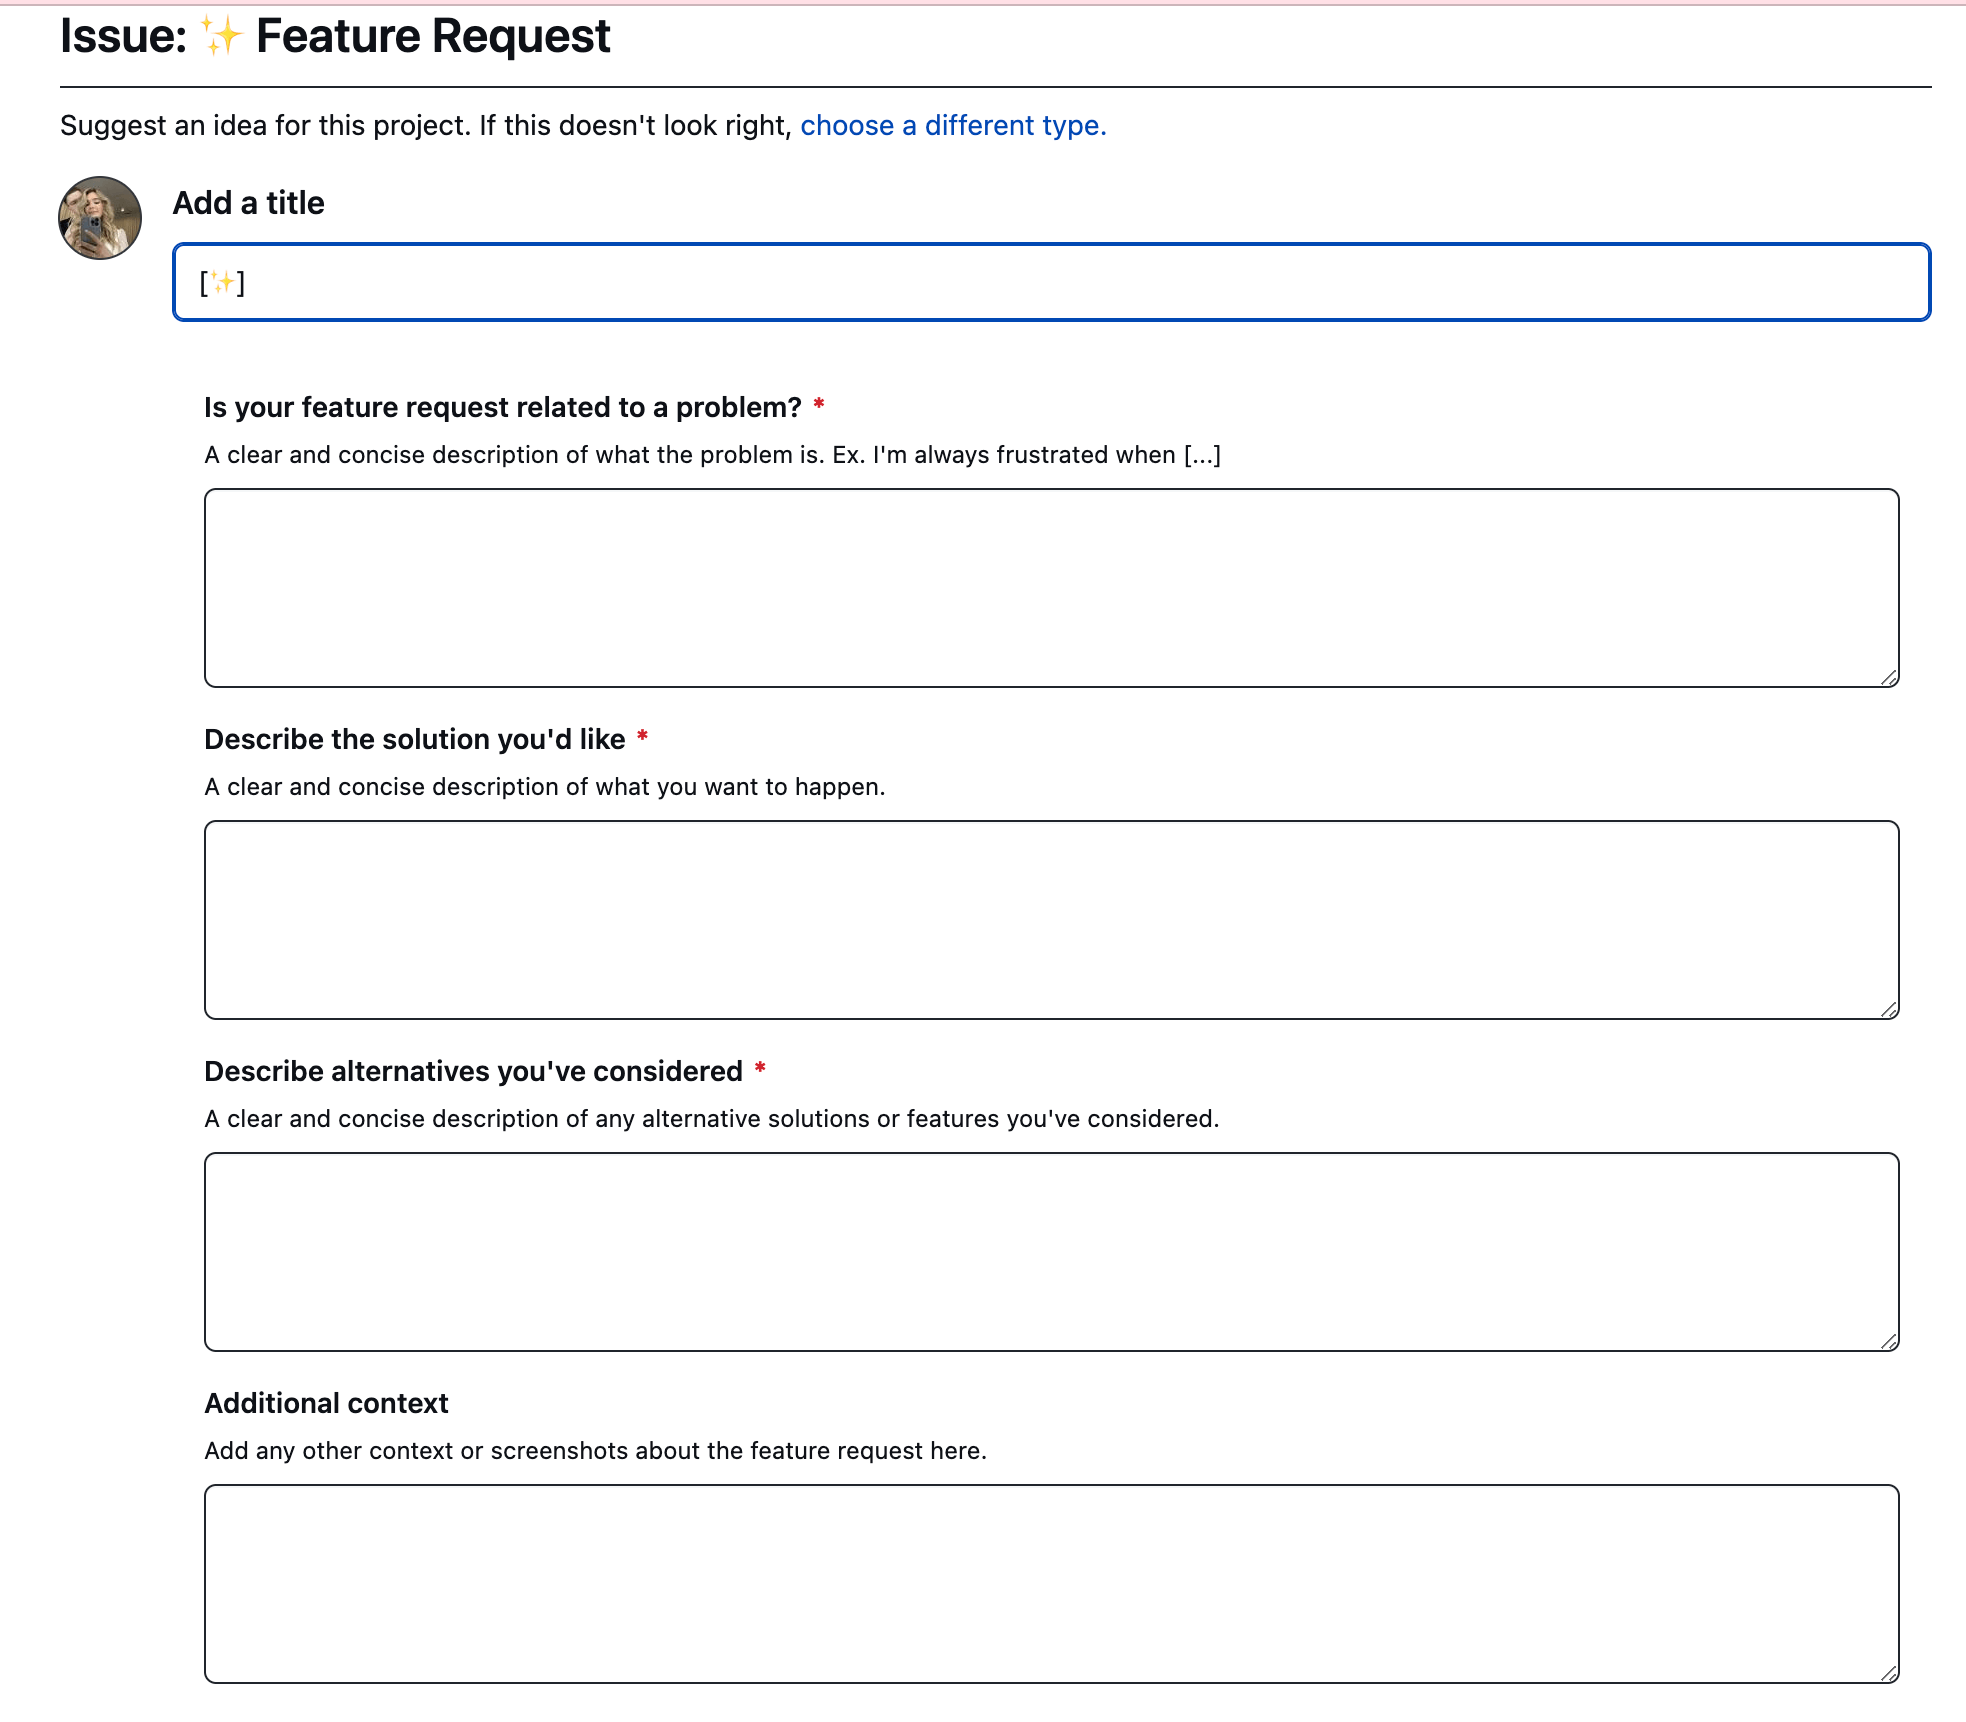 Issue: ✨ Feature Request
Suggest an idea for this project. If this doesn't look right, choose a different type.
Add a title
[✨]
Is your feature request related to a problem? *
A clear and concise description of what the problem is. Ex. I'm always frustrated when [...]
Describe the solution you'd like *
A clear and concise description of what you want to happen.
Describe alternatives you've considered *
A clear and concise description of any alternative solutions or features you've considered.
Additional context
Add any other context or screenshots about the feature request here.